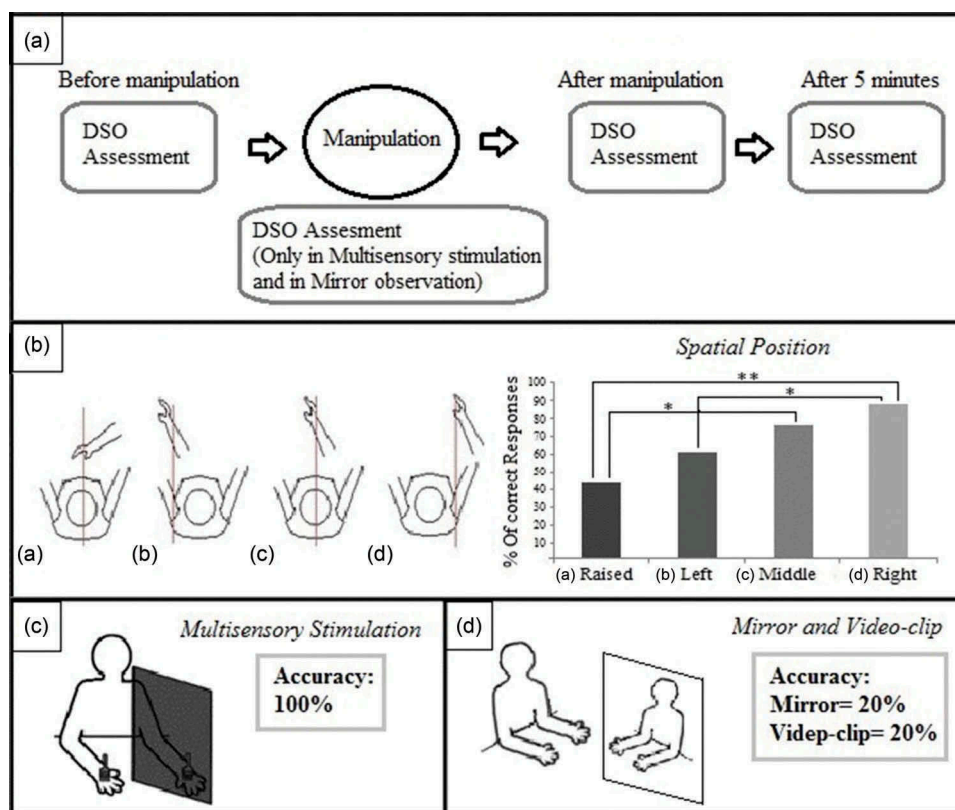 (a)
Before manipulation
DSO
Assessment
Manipulation
DSO Assesment
(Only in Multisensory stimulation
and in Mirror observation)
After manipulation
DSO
Assessment
After 5 minutes
DSO
Assessment
(b)
(a)
(b)
(c)
(d)
Spatial Position
% Of correct Responses
100
90
80
70
60
50
40
30
20
10
**
*
*
(a) Raised
(b) Left
(c) Middle
(d) Right
(c)
Multisensory Stimulation
Accuracy:
100%
(d)
Mirror and Video-clip
Accuracy:
Mirror= 20%
Videp-clip= 20%